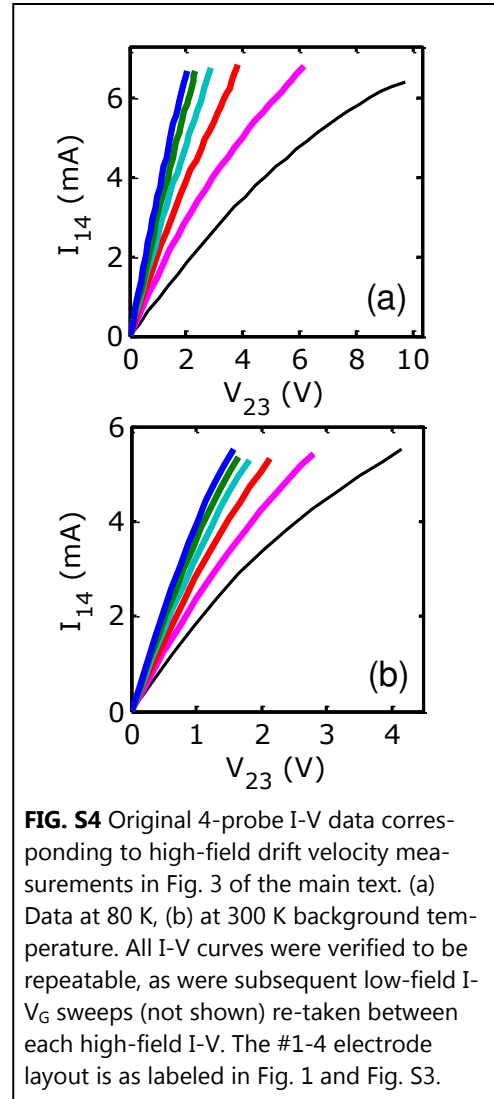 6
4
2
0
I14 (mA)
(a)
0 2 4 6 8 10
V23 (V)
6
4
2
0
I14 (mA)
(b)
0 1 2 3 4
V23 (V)
FIG. S4 Original 4-probe I-V data corres-
ponding to high-field drift velocity mea-
surements in Fig. 3 of the main text. (a)
Data at 80 K, (b) at 300 K background tem-
perature. All I-V curves were verified to be
repeatable, as were subsequent low-field I-
VG sweeps (not shown) re-taken between
each high-field I-V. The #1-4 electrode
layout is as labeled in Fig. 1 and Fig. S3.